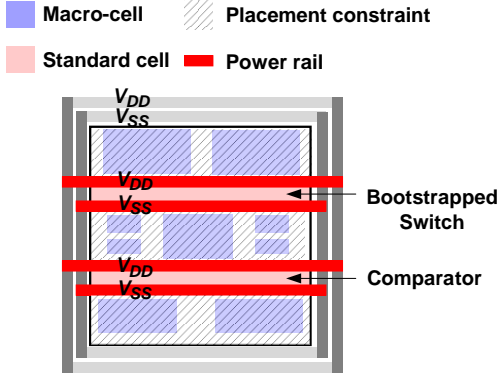 Macro-cell
Placement constraint
Standard cell
Power rail
VDD
VSS
VDD
Bootstrapped
Switch
VSS
VDD
Comparator
VSS